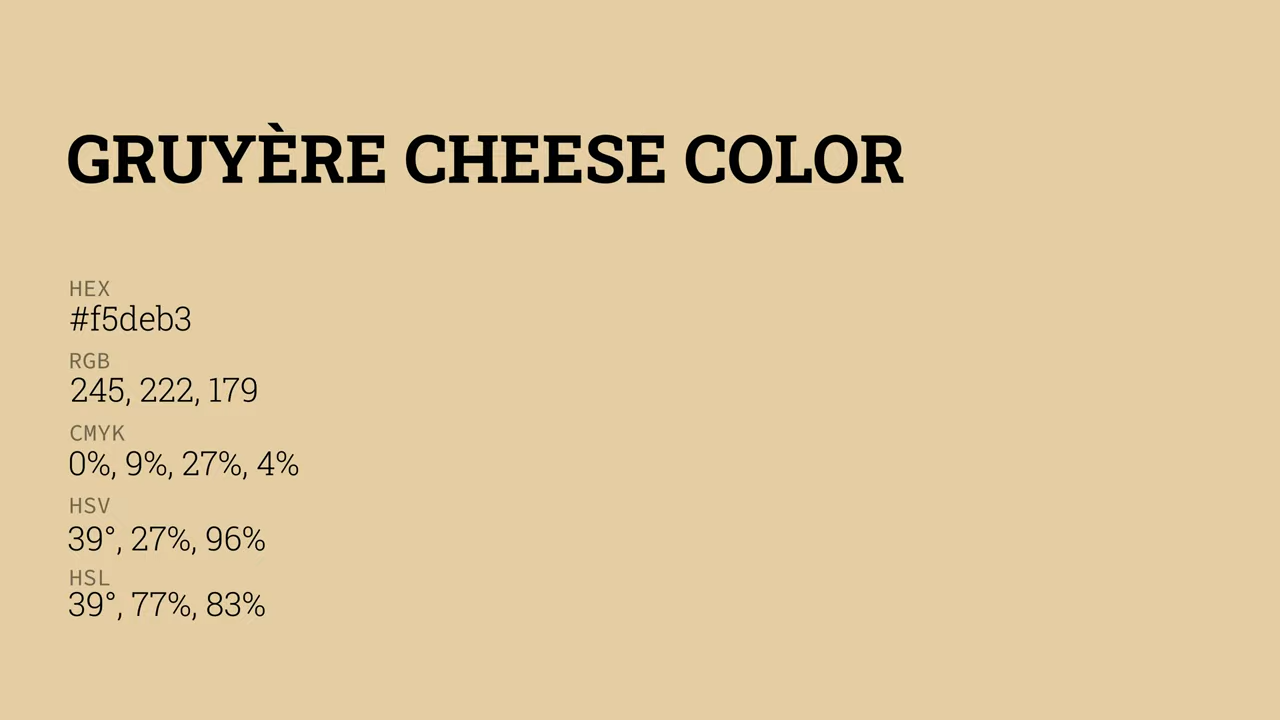 GRUYÈRE CHEESE COLOR
HEX
#f5deb3
RGB
245, 222, 179
CMYK
0%, 9%, 27%, 4%
HSV
39°, 27%, 96%
HSL
39°, 77%, 83%